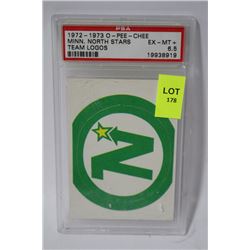 PSA
1972 - 1973 O - PEE - CHEE
MINN. NORTH STARS EX - MT +
TEAM LOGOS 6.5
19938919
LOT
178
N